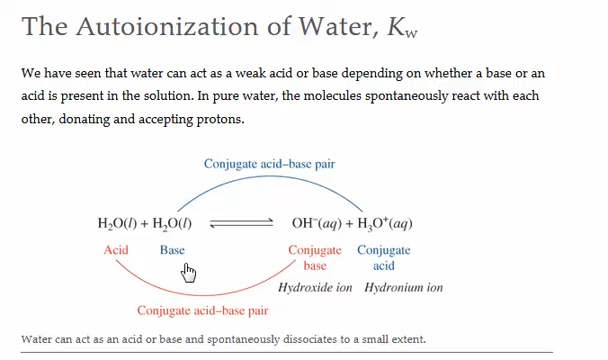 The Autoionization of Water, Kw
We have seen that water can act as a weak acid or base depending on whether a base or an
acid is present in the solution. In pure water, the molecules spontaneously react with each
other, donating and accepting protons.
Conjugate acid–base pair
H₂O(l) + H₂O(l) ⇌ OH⁻(aq) + H₃O⁺(aq)
Acid Base Conjugate Conjugate
base acid
Hydroxide ion Hydronium ion
Conjugate acid–base pair
Water can act as an acid or base and spontaneously dissociates to a small extent.